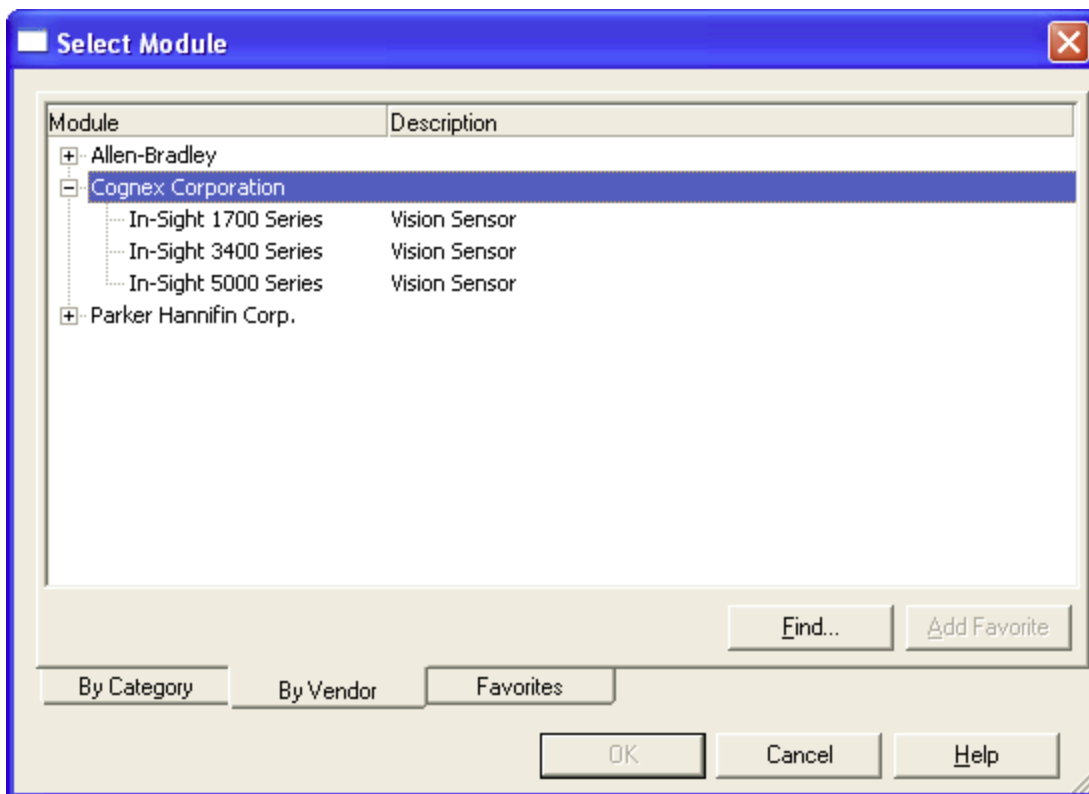 Select Module
Module Description
Allen-Bradley
Cognex Corporation
In-Sight 1700 Series Vision Sensor
In-Sight 3400 Series Vision Sensor
In-Sight 5000 Series Vision Sensor
Parker Hannifin Corp.
Find... Add Favorite
By Category By Vendor Favorites
OK Cancel Help